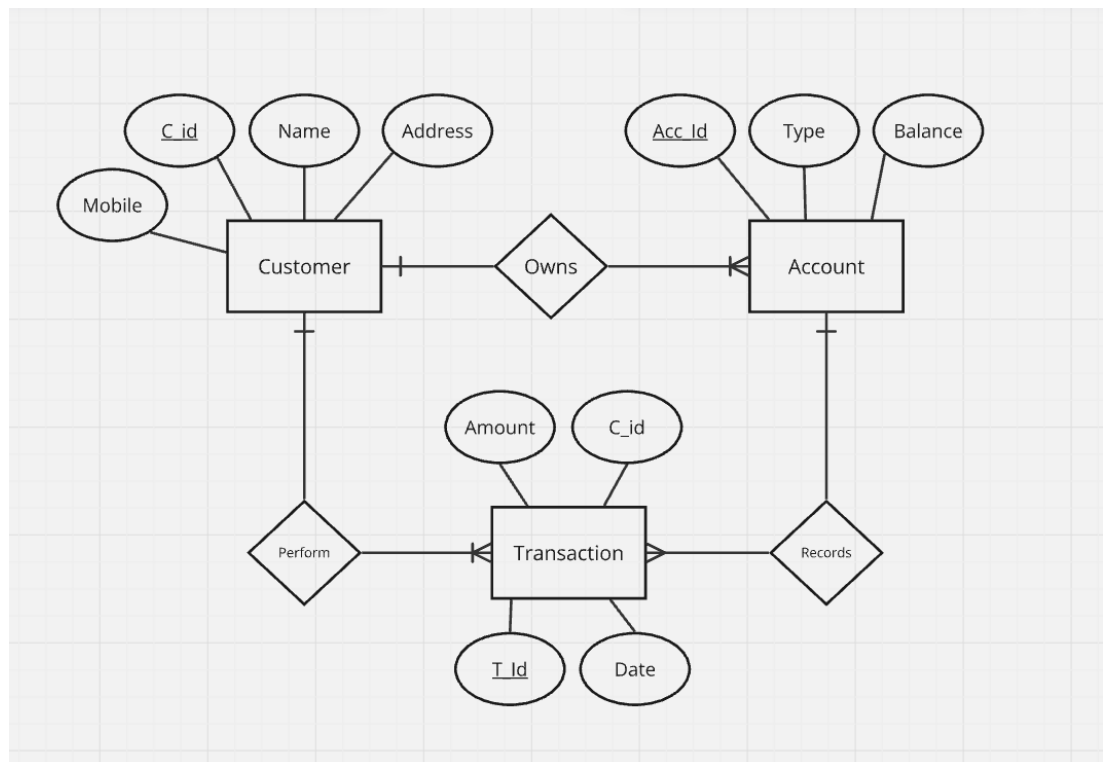 C_id
Name
Address
Acc_Id
Type
Balance
Mobile
Customer
Owns
Account
Amount
C_id
Perform
Transaction
Records
T_Id
Date